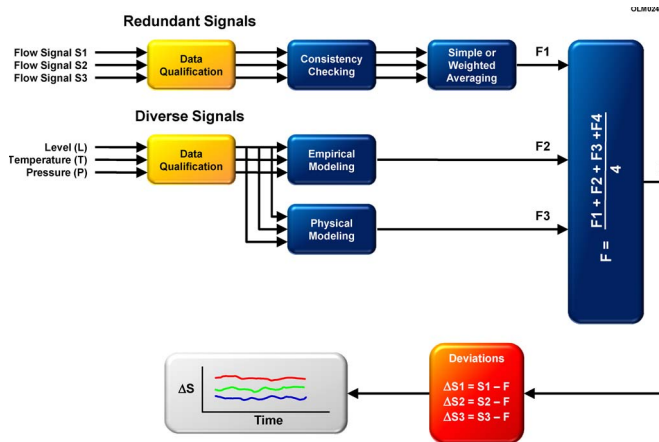 OLM024
Redundant Signals
Flow Signal S1
Flow Signal S2
Flow Signal S3
Data
Qualification
Consistency
Checking
Simple or
Weighted
Averaging
F1
Diverse Signals
Level (L)
Temperature (T)
Pressure (P)
Data
Qualification
Empirical
Modeling
F2
Physical
Modeling
F3
F = F1 + F2 + F3 +F4
4
ΔS
Time
Deviations
ΔS1 = S1 – F
ΔS2 = S2 – F
ΔS3 = S3 – F